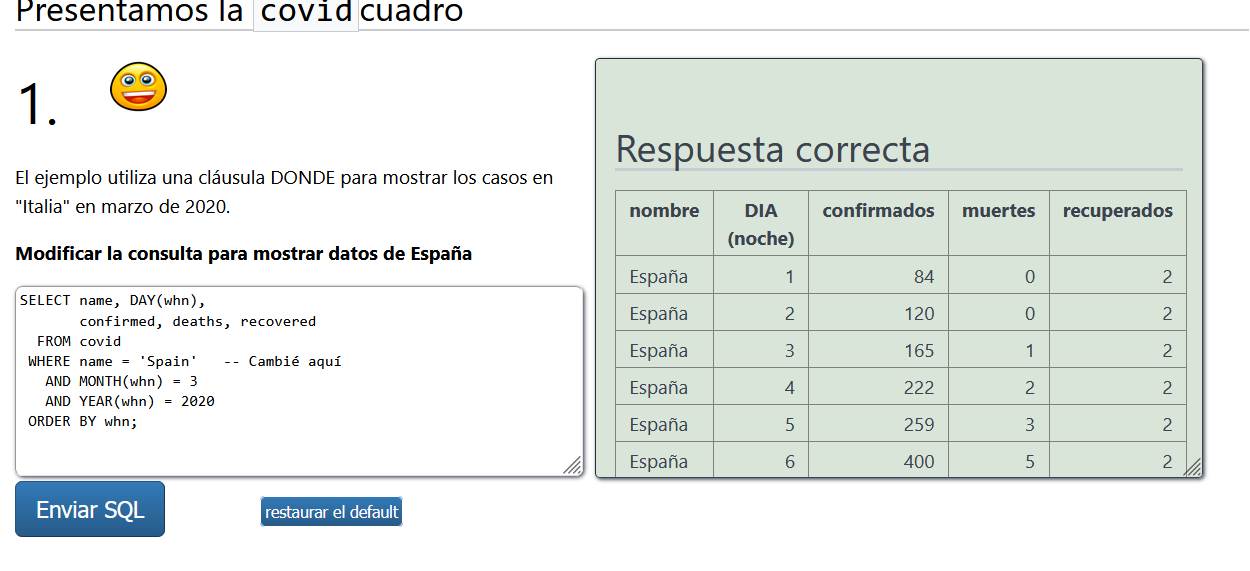 Presentamos la covid cuadro
1.
El ejemplo utiliza una cláusula DONDE para mostrar los casos en
"Italia" en marzo de 2020.
Modificar la consulta para mostrar datos de España
SELECT name, DAY(whn),
confirmed, deaths, recovered
FROM covid
WHERE name = 'Spain' -- Cambié aquí
AND MONTH(whn) = 3
AND YEAR(whn) = 2020
ORDER BY whn;
Enviar SQL
restaurar el default
Respuesta correcta
nombre DIA confirmados muertes recuperados
(noche)
España 1 84 0 2
España 2 120 0 2
España 3 165 1 2
España 4 222 2 2
España 5 259 3 2
España 6 400 5 2